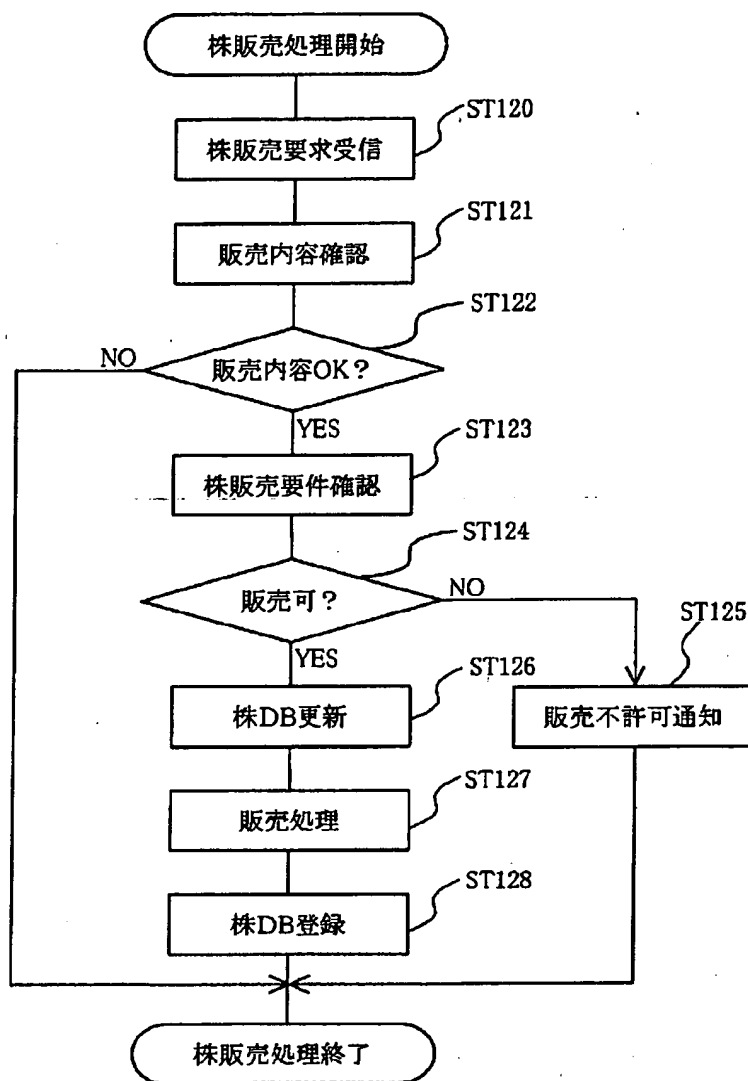 株販売処理開始
ST120
株販売要求受信
ST121
販売内容確認
ST122
NO
販売内容OK？
YES
ST123
株販売要件確認
ST124
販売可？
NO
ST125
YES
ST126
株DB更新
販売不許可通知
ST127
販売処理
ST128
株DB登録
株販売処理終了